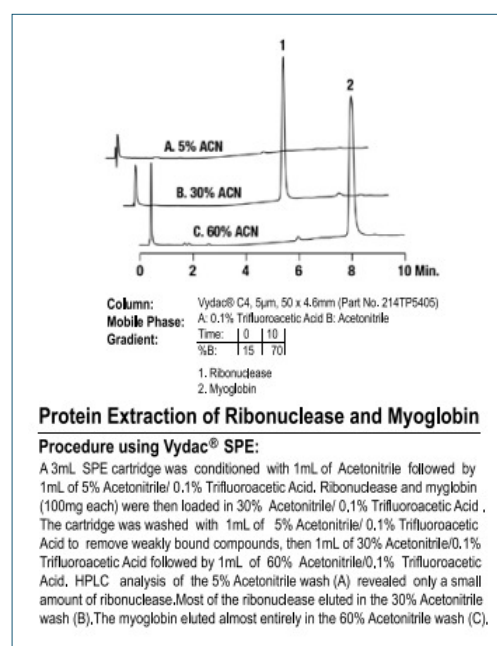 1
2
A. 5% ACN
B. 30% ACN
C. 60% ACN
0 2 4 6 8 10 Min.
Column: Vydac® C4, 5µm, 50 x 4.6mm (Part No. 214TP5405)
Mobile Phase: A: 0.1% Trifluoroacetic Acid B: Acetonitrile
Gradient: Time: 0 10
%B: 15 70
1. Ribonuclease
2. Myoglobin
Protein Extraction of Ribonuclease and Myoglobin
Procedure using Vydac® SPE:
A 3mL SPE cartridge was conditioned with 1mL of Acetonitrile followed by
1mL of 5% Acetonitrile/ 0.1% Trifluoroacetic Acid. Ribonuclease and myglobin
(100mg each) were then loaded in 30% Acetonitrile/ 0,1% Trifluoroacetic Acid .
The cartridge was washed with 1mL of 5% Acetonitrile/ 0.1% Trifluoroacetic
Acid to remove weakly bound compounds, then 1mL of 30% Acetonitrile/0.1%
Trifluoroacetic Acid followed by 1mL of 60% Acetonitrile/0,1% Trifluoroacetic
Acid. HPLC analysis of the 5% Acetonitrile wash (A) revealed only a small
amount of ribonuclease.Most of the ribonuclease eluted in the 30% Acetonitrile
wash (B).The myoglobin eluted almost entirely in the 60% Acetonitrile wash (C).